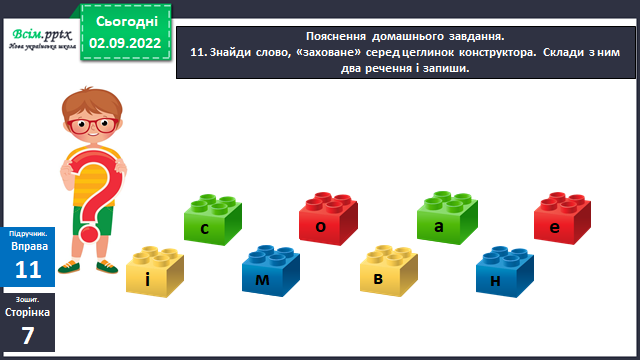 Всім.pptx
Нова українська школа
Сьогодні
02.09.2022
Пояснення домашнього завдання.
11. Знайди слово, «заховане» серед цеглинок конструктора. Склади з ним
два речення і запиши.
с о а е
і м в н
Підручник.
Вправа
11
Зошит.
Сторінка
7